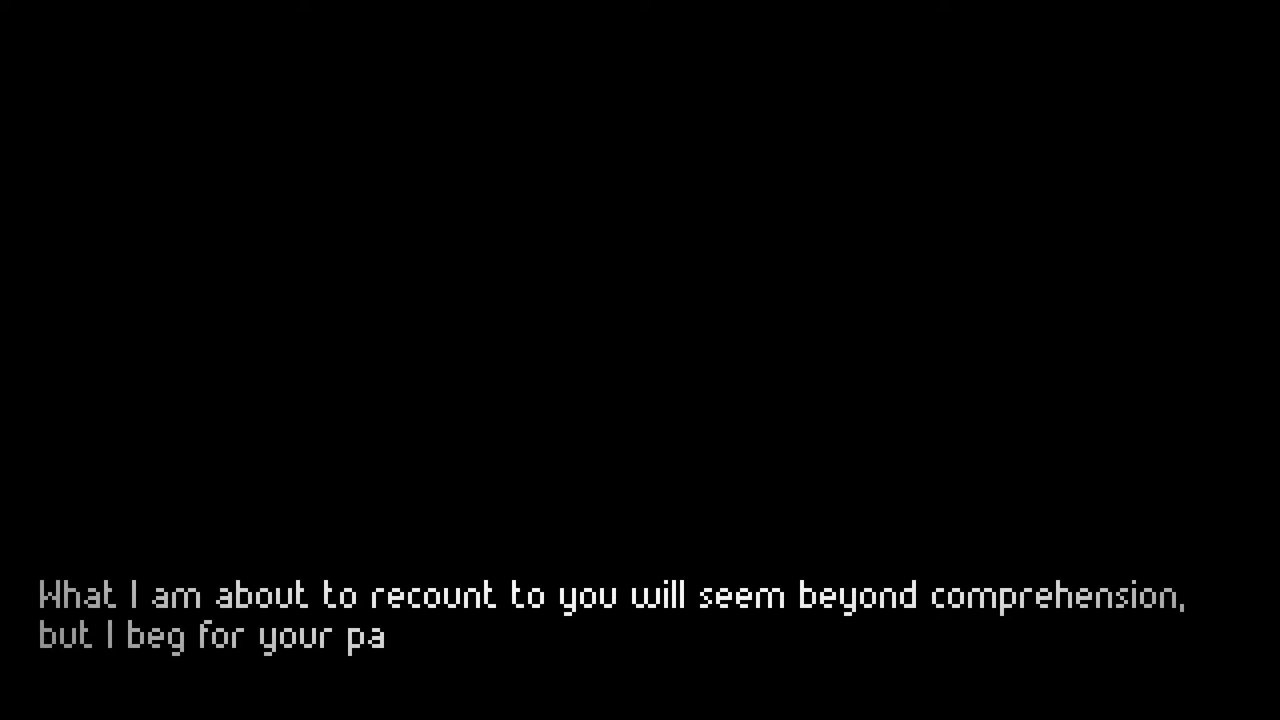 What I am about to recount to you will seem beyond comprehension,
but I beg for your pa